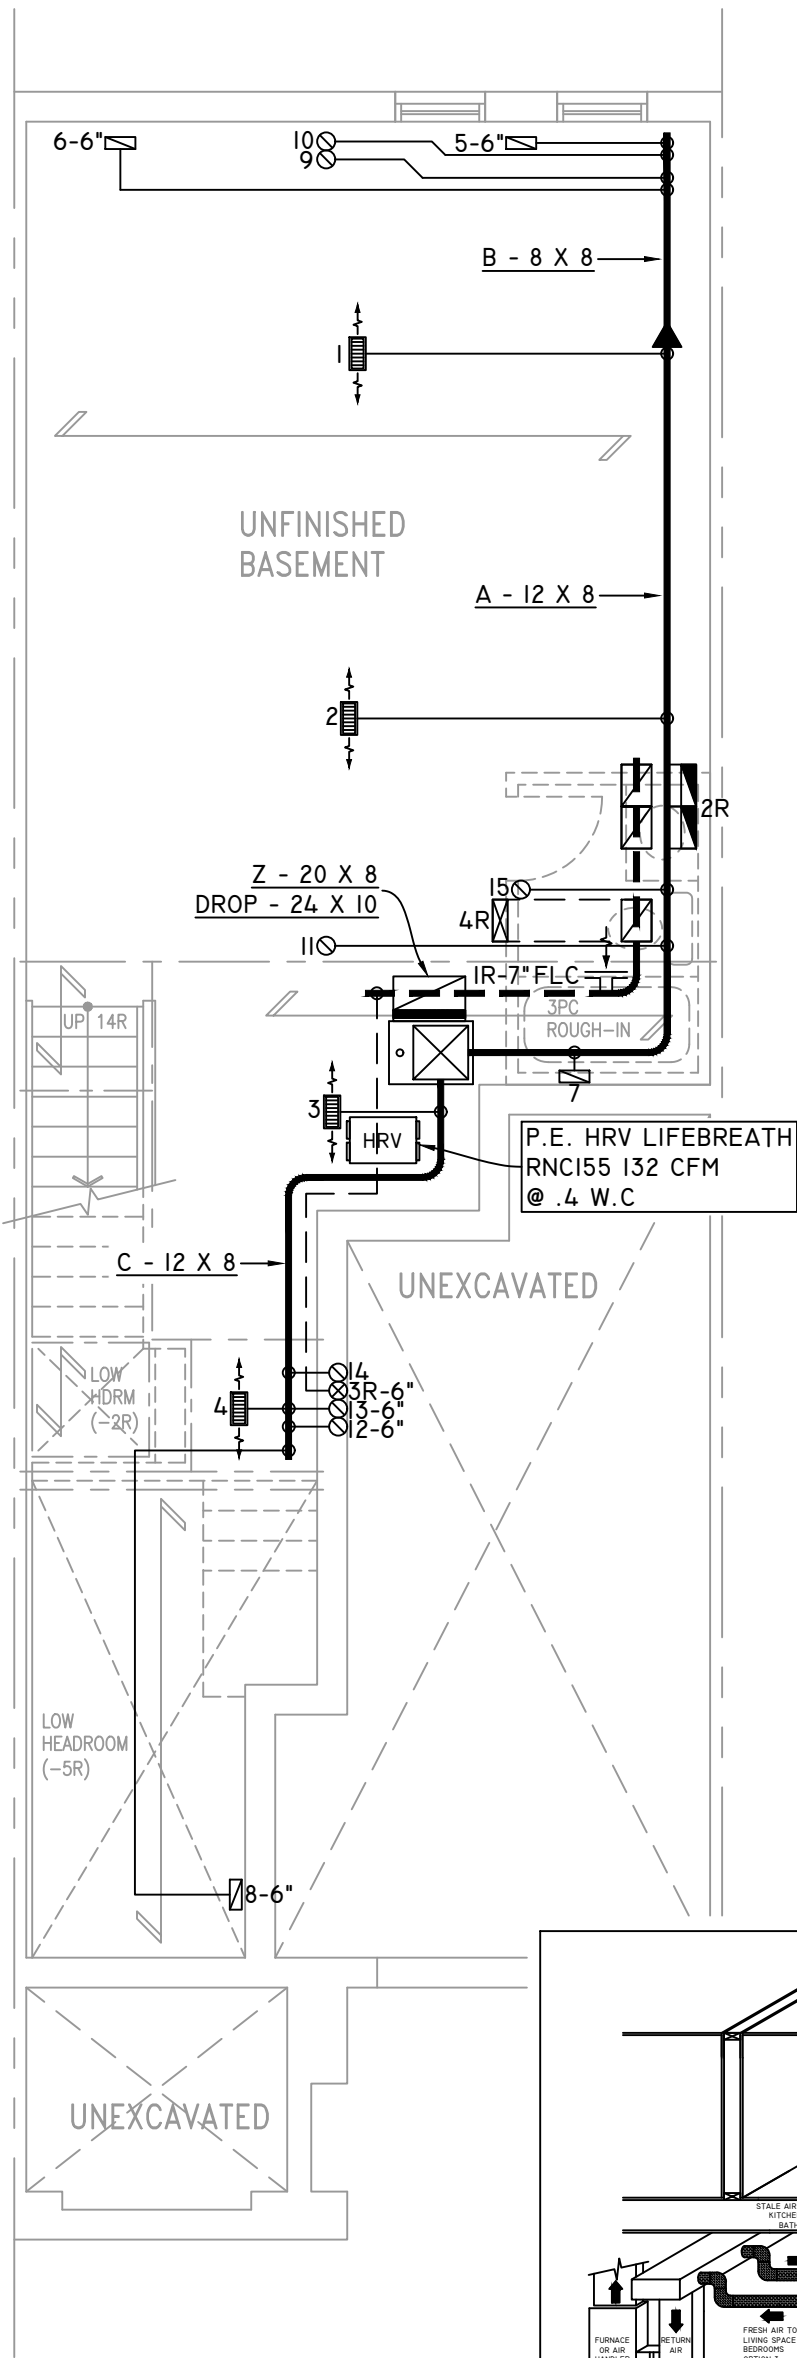 6-6"
10
9
5-6"
B - 8 X 8
1
UNFINISHED
BASEMENT
A - 12 X 8
2
2R
Z - 20 X 8
DROP - 24 X 10
15
4R
11
1R-7" FLC
UP 14R
3PC
ROUGH-IN
7
3
HRV
P.E. HRV LIFEBREATH
RNC155 132 CFM
@ .4 W.C
C - 12 X 8
UNEXCAVATED
14
3R-6"
13-6"
12-6"
4
LOW
HDRM
(-2R)
LOW
HEADROOM
(-5R)
8-6"
UNEXCAVATED
STALE AIR
KITCHE
BATH
FRESH AIR TO
LIVING SPACE
BEDROOMS
FURNACE
OR AIR
HANDLER
RETURN
AIR